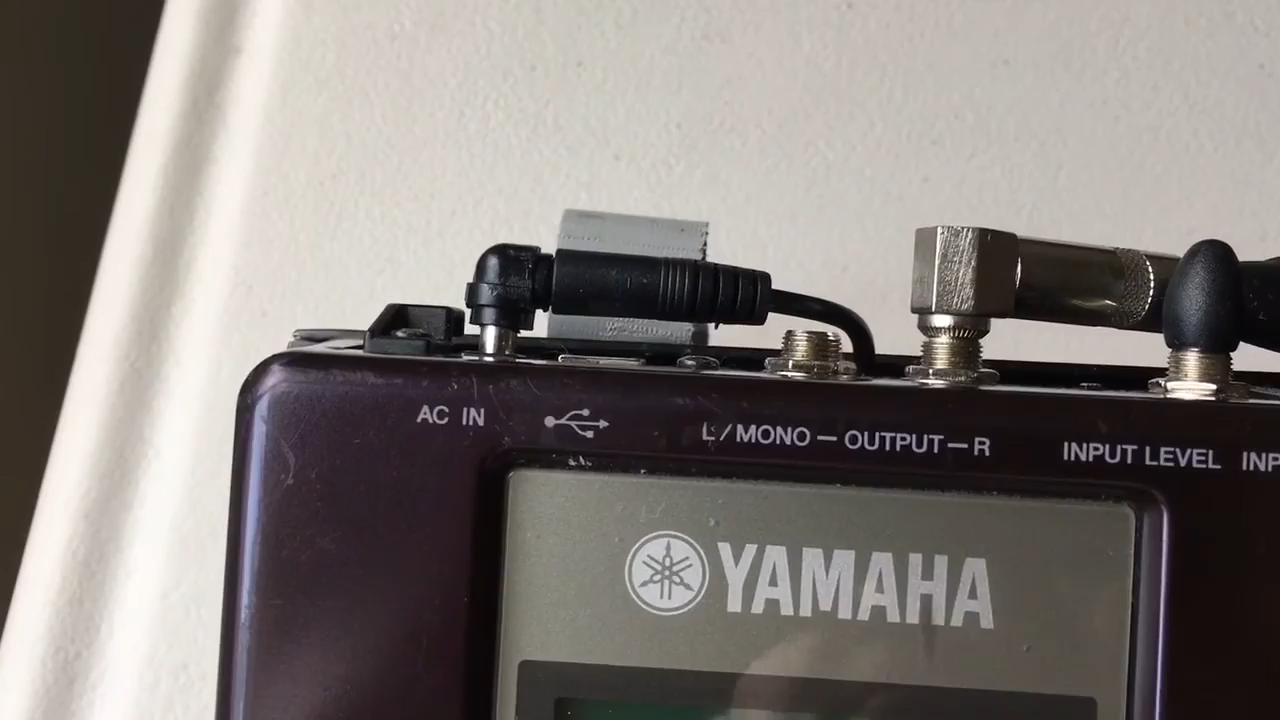 AC IN
L/MONO — OUTPUT — R
INPUT LEVEL
YAMAHA